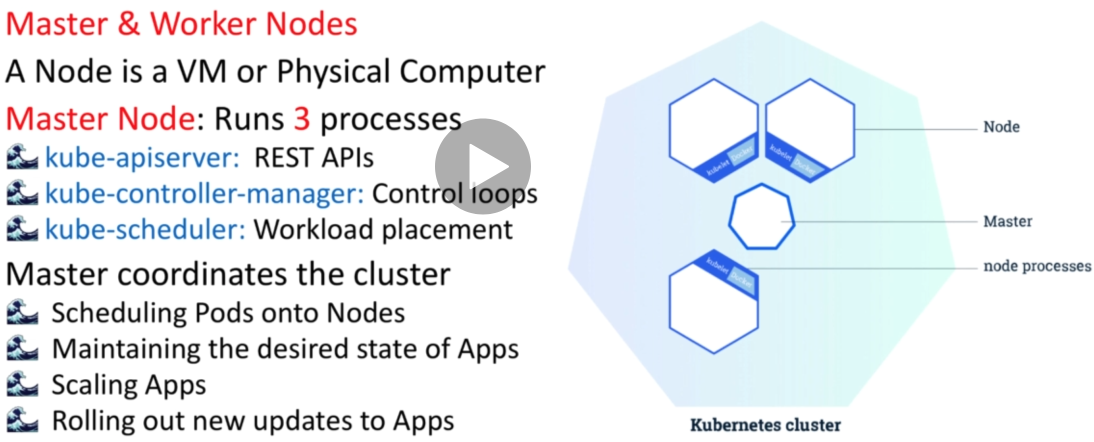 Master & Worker Nodes
A Node is a VM or Physical Computer
Master Node: Runs 3 processes
kube-apiserver: REST APIs
kube-controller-manager: Control loops
kube-scheduler: Workload placement
Master coordinates the cluster
Scheduling Pods onto Nodes
Maintaining the desired state of Apps
Scaling Apps
Rolling out new updates to Apps
kubelet Docker
kubelet Docker
Node
Master
kubelet Docker
node processes
Kubernetes cluster